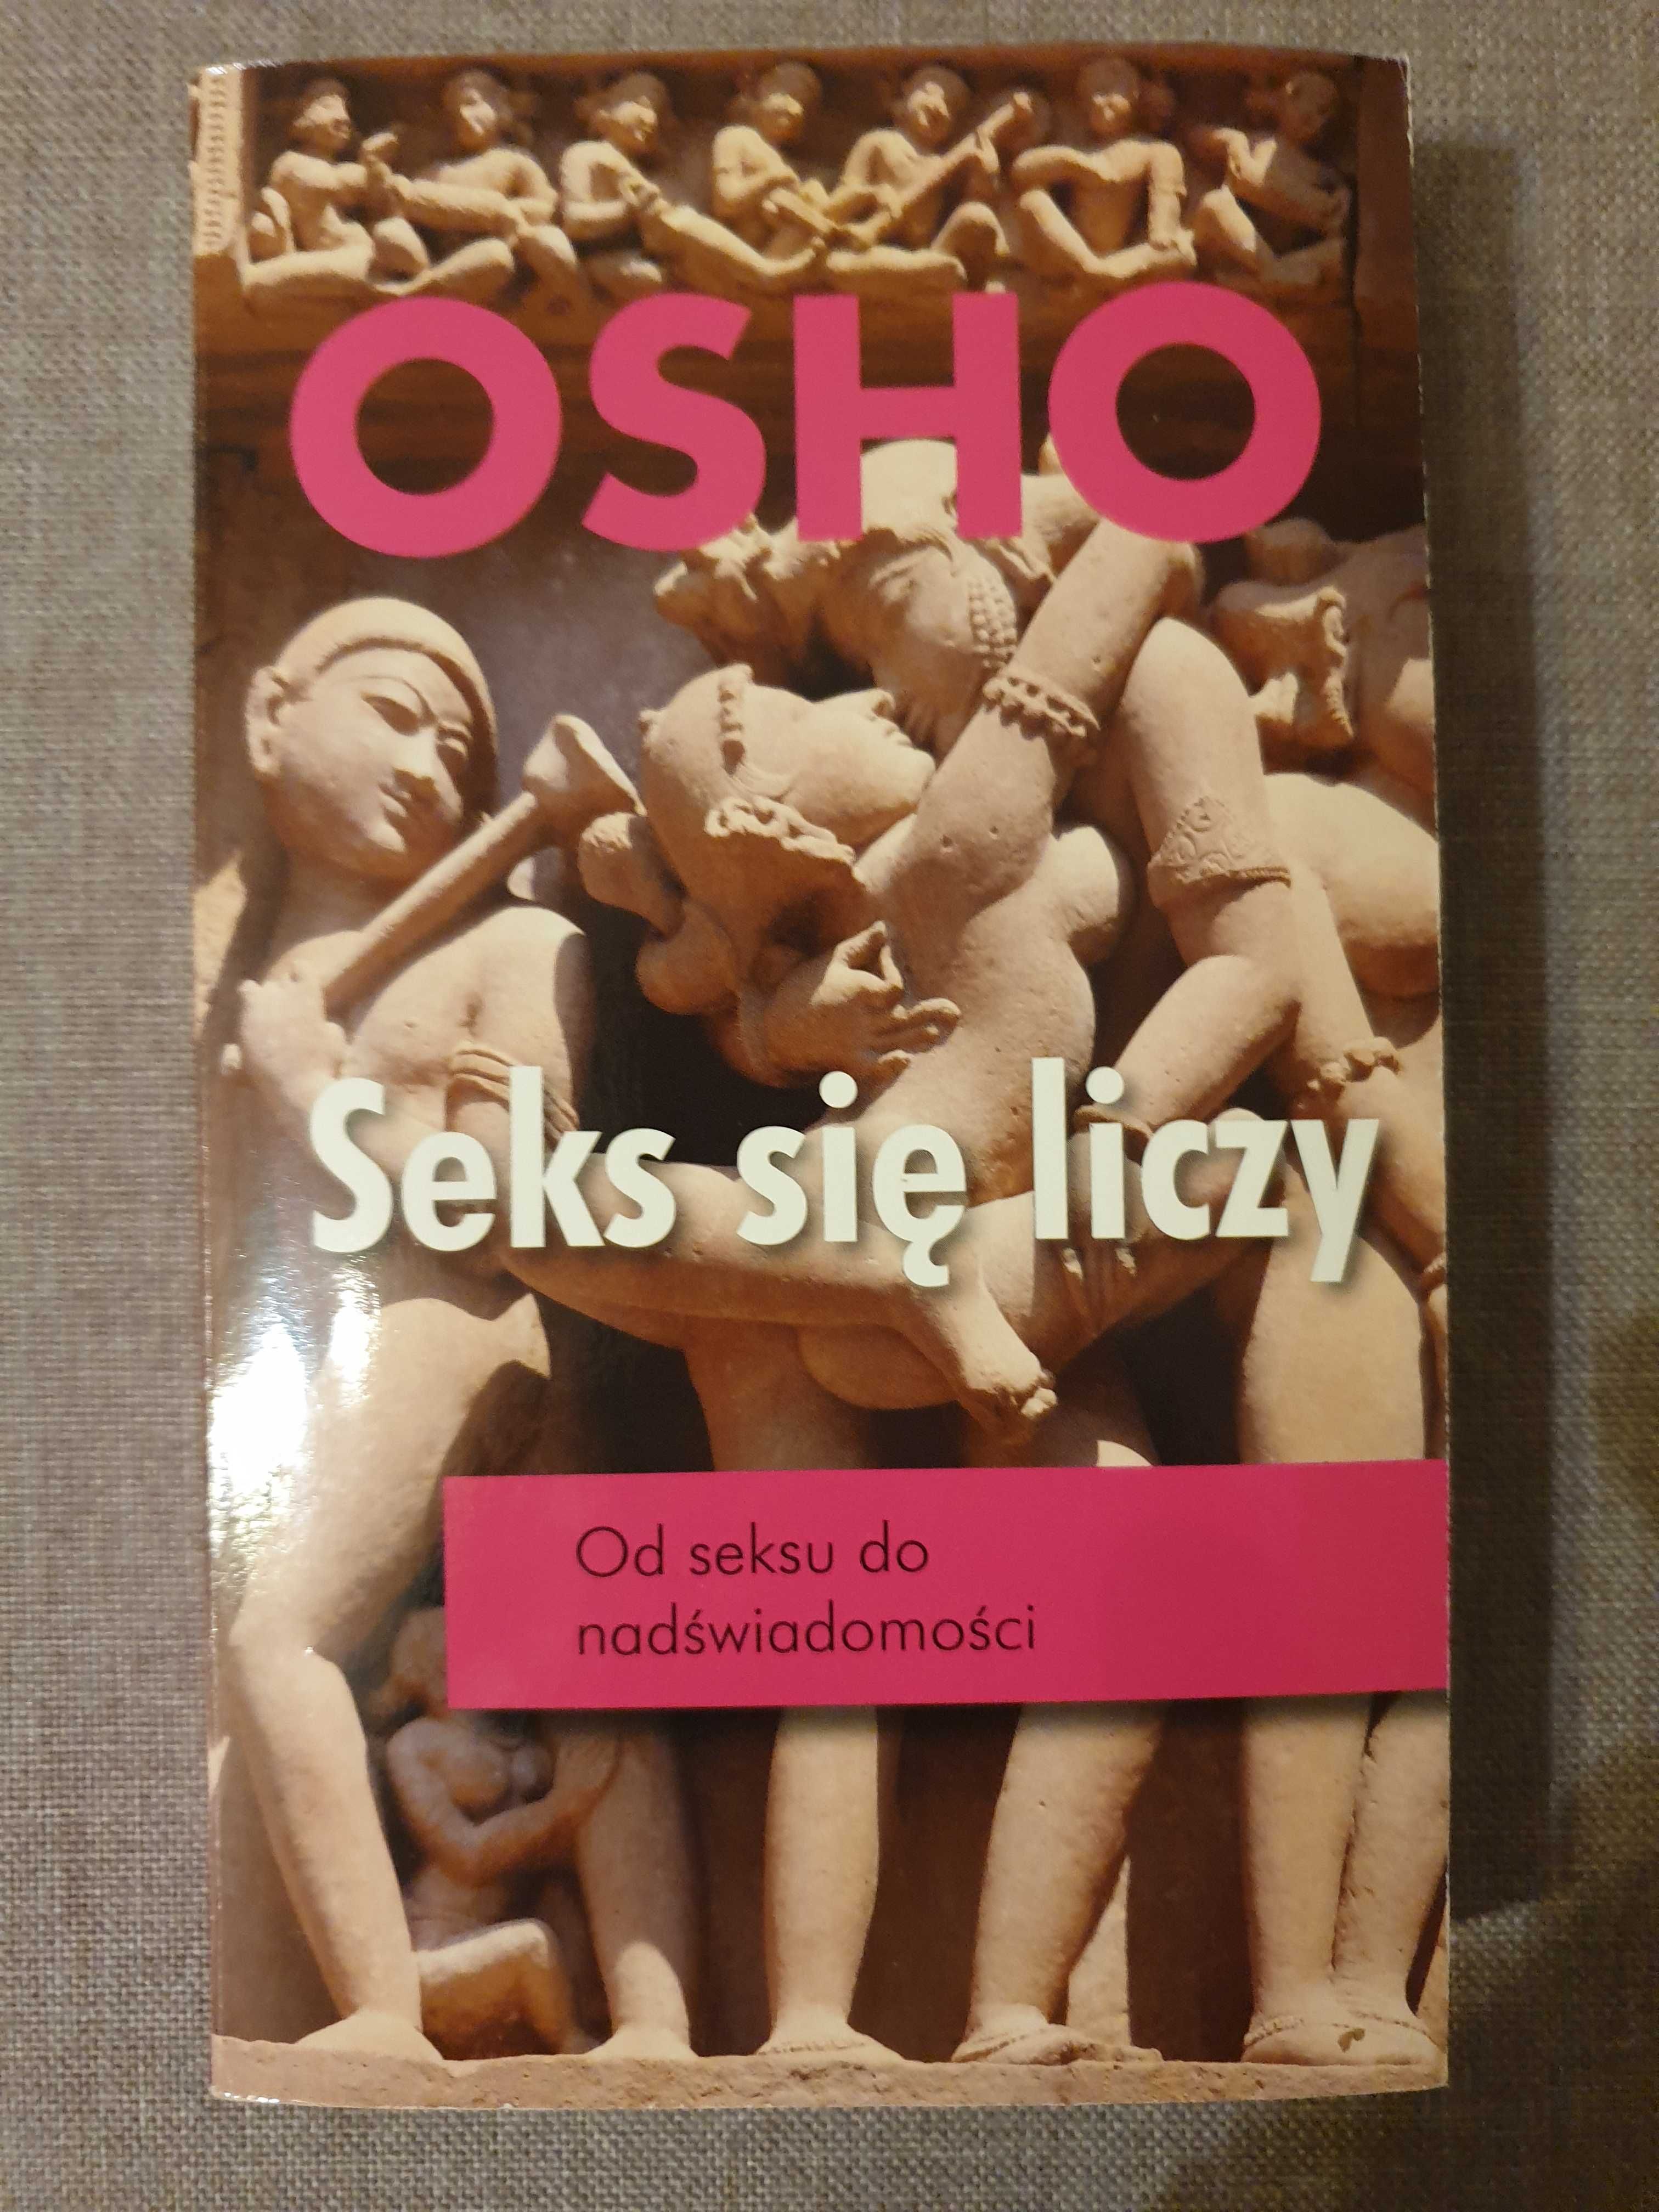 OSHO
Seks się liczy
Od seksu do
nadświadomości